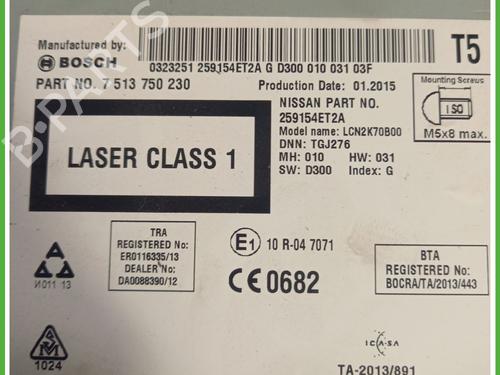 Manufactured by:
BOSCH
0323251 259154ET2A G D300 010 031 03F
T5
PART NO. 7 513 750 230
Production Date: 01.2015
Mounting Screws
ISO
M5x8 max.
NISSAN PART NO.
259154ET2A
Model name: LCN2K70B00
DNN: TGJ276
MH: 010 HW: 031
SW: D300 Index: G
LASER CLASS 1
TRA
REGISTERED No:
ER0116335/13
DEALER No:
DA0088390/12
E1 10 R-04 7071
CE0682
BTA
REGISTERED No:
BOCRA/TA/2013/443
И011 13
1024
ICASA
TA-2013/891